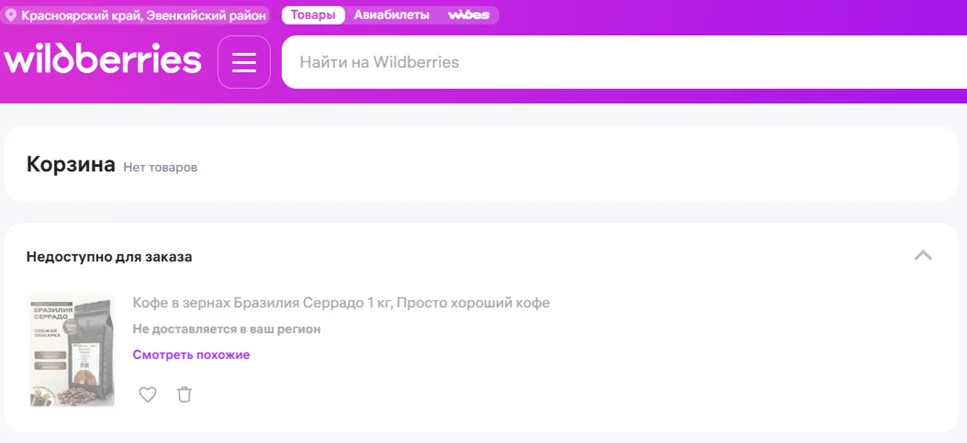 Красноярский край, Эвенкийский район Товары Авиабилеты wibes
wildberries Найти на Wildberries
Корзина Нет товаров
Недоступно для заказа
Кофе в зернах Бразилия Серрадо 1 кг, Просто хороший кофе
Не доставляется в ваш регион
Смотреть похожие
БРАЗИЛИЯ
СЕРРАДО
СВЕЖАЯ
ОБЖАРКА